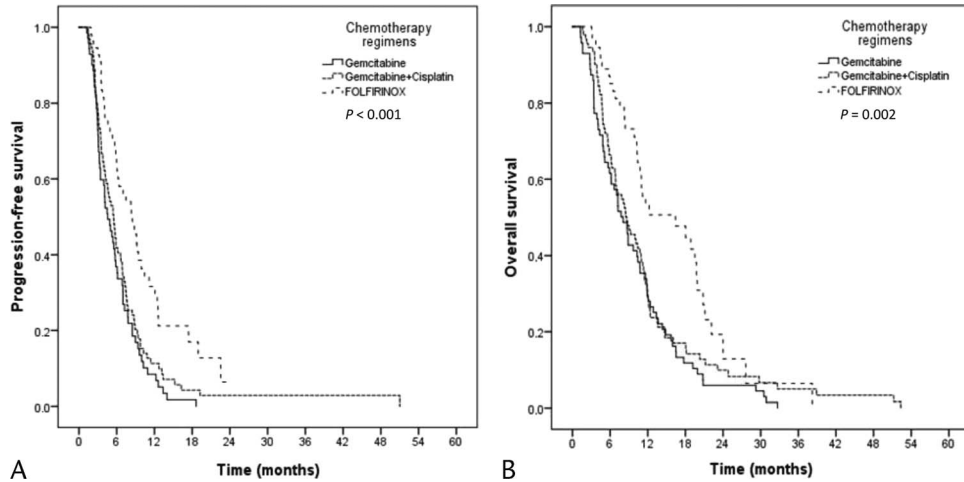 Chemotherapy
regimens
Gemcitabine
Gemcitabine+Cisplatin
FOLFIRINOX
P < 0.001
Progression-free survival
1.0
0.8
0.6
0.4
0.2
0.0
0 6 12 18 24 30 36 42 48 54 60
Time (months)
A
Chemotherapy
regimens
Gemcitabine
Gemcitabine+Cisplatin
FOLFIRINOX
P = 0.002
Overall survival
1.0
0.8
0.6
0.4
0.2
0.0
0 6 12 18 24 30 36 42 48 54 60
Time (months)
B